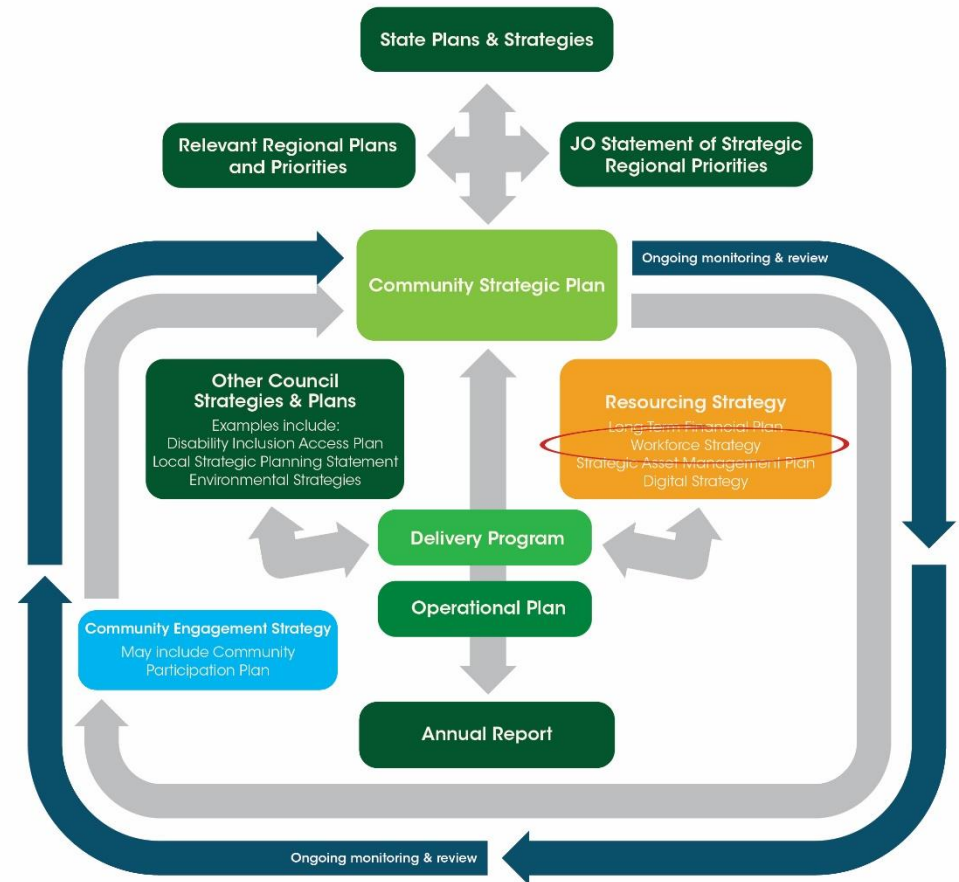 State Plans & Strategies
Relevant Regional Plans
and Priorities
JO Statement of Strategic
Regional Priorities
Community Strategic Plan
Ongoing monitoring & review
Other Council
Strategies & Plans
Examples include:
Disability Inclusion Access Plan
Local Strategic Planning Statement
Environmental Strategies
Resourcing Strategy
Long Term Financial Plan
Workforce Strategy
Strategic Asset Management Plan
Digital Strategy
Delivery Program
Operational Plan
Community Engagement Strategy
May include Community
Participation Plan
Annual Report
Ongoing monitoring & review